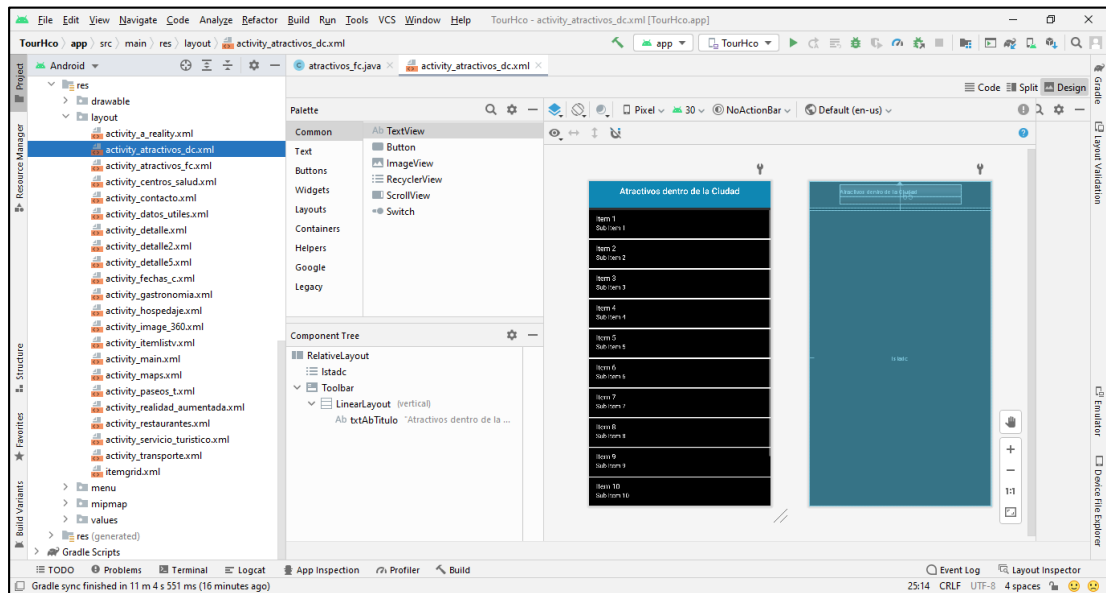 File Edit View Navigate Code Analyze Refactor Build Run Tools VCS Window Help TourHco - activity_atractivos_dc.xml [TourHco.app]
TourHco app src main res layout activity_atractivos_dc.xml
app TourHco
Project
Resource Manager
Structure
Favorites
Build Variants
Android
res
drawable
layout
activity_a_reality.xml
activity_atractivos_dc.xml
activity_atractivos_fc.xml
activity_centros_salud.xml
activity_contacto.xml
activity_datos_utiles.xml
activity_detalle.xml
activity_detalle2.xml
activity_detalle5.xml
activity_fechas_c.xml
activity_gastronomia.xml
activity_hospedaje.xml
activity_image_360.xml
activity_itemlistv.xml
activity_main.xml
activity_maps.xml
activity_paseos_t.xml
activity_realidad_aumentada.xml
activity_restaurantes.xml
activity_servicio_turistico.xml
activity_transporte.xml
itemgrid.xml
menu
mipmap
values
res (generated)
Gradle Scripts
atractivos_fc.java activity_atractivos_dc.xml
Code Split Design
Palette
Common
Text
Buttons
Widgets
Layouts
Containers
Helpers
Google
Legacy
Ab TextView
Button
ImageView
RecyclerView
ScrollView
Switch
Component Tree
RelativeLayout
lstadc
Toolbar
LinearLayout (vertical)
Ab txtAbTitulo "Atractivos dentro de la ...
Pixel 30 NoActionBar Default (en-us)
Atractivos dentro de la Ciudad
Item 1
Sub Item 1
Item 2
Sub Item 2
Item 3
Sub Item 3
Item 4
Sub Item 4
Item 5
Sub Item 5
Item 6
Sub Item 6
Item 7
Sub Item 7
Item 8
Sub Item 8
Item 9
Sub Item 9
Item 10
Sub Item 10
Atractivos dentro de la Ciudad
lstadc
1:1
Gradle
Layout Validation
Emulator
Device File Explorer
TODO Problems Terminal Logcat App Inspection Profiler Build Event Log Layout Inspector
Gradle sync finished in 11 m 4 s 551 ms (16 minutes ago) 25:14 CRLF UTF-8 4 spaces